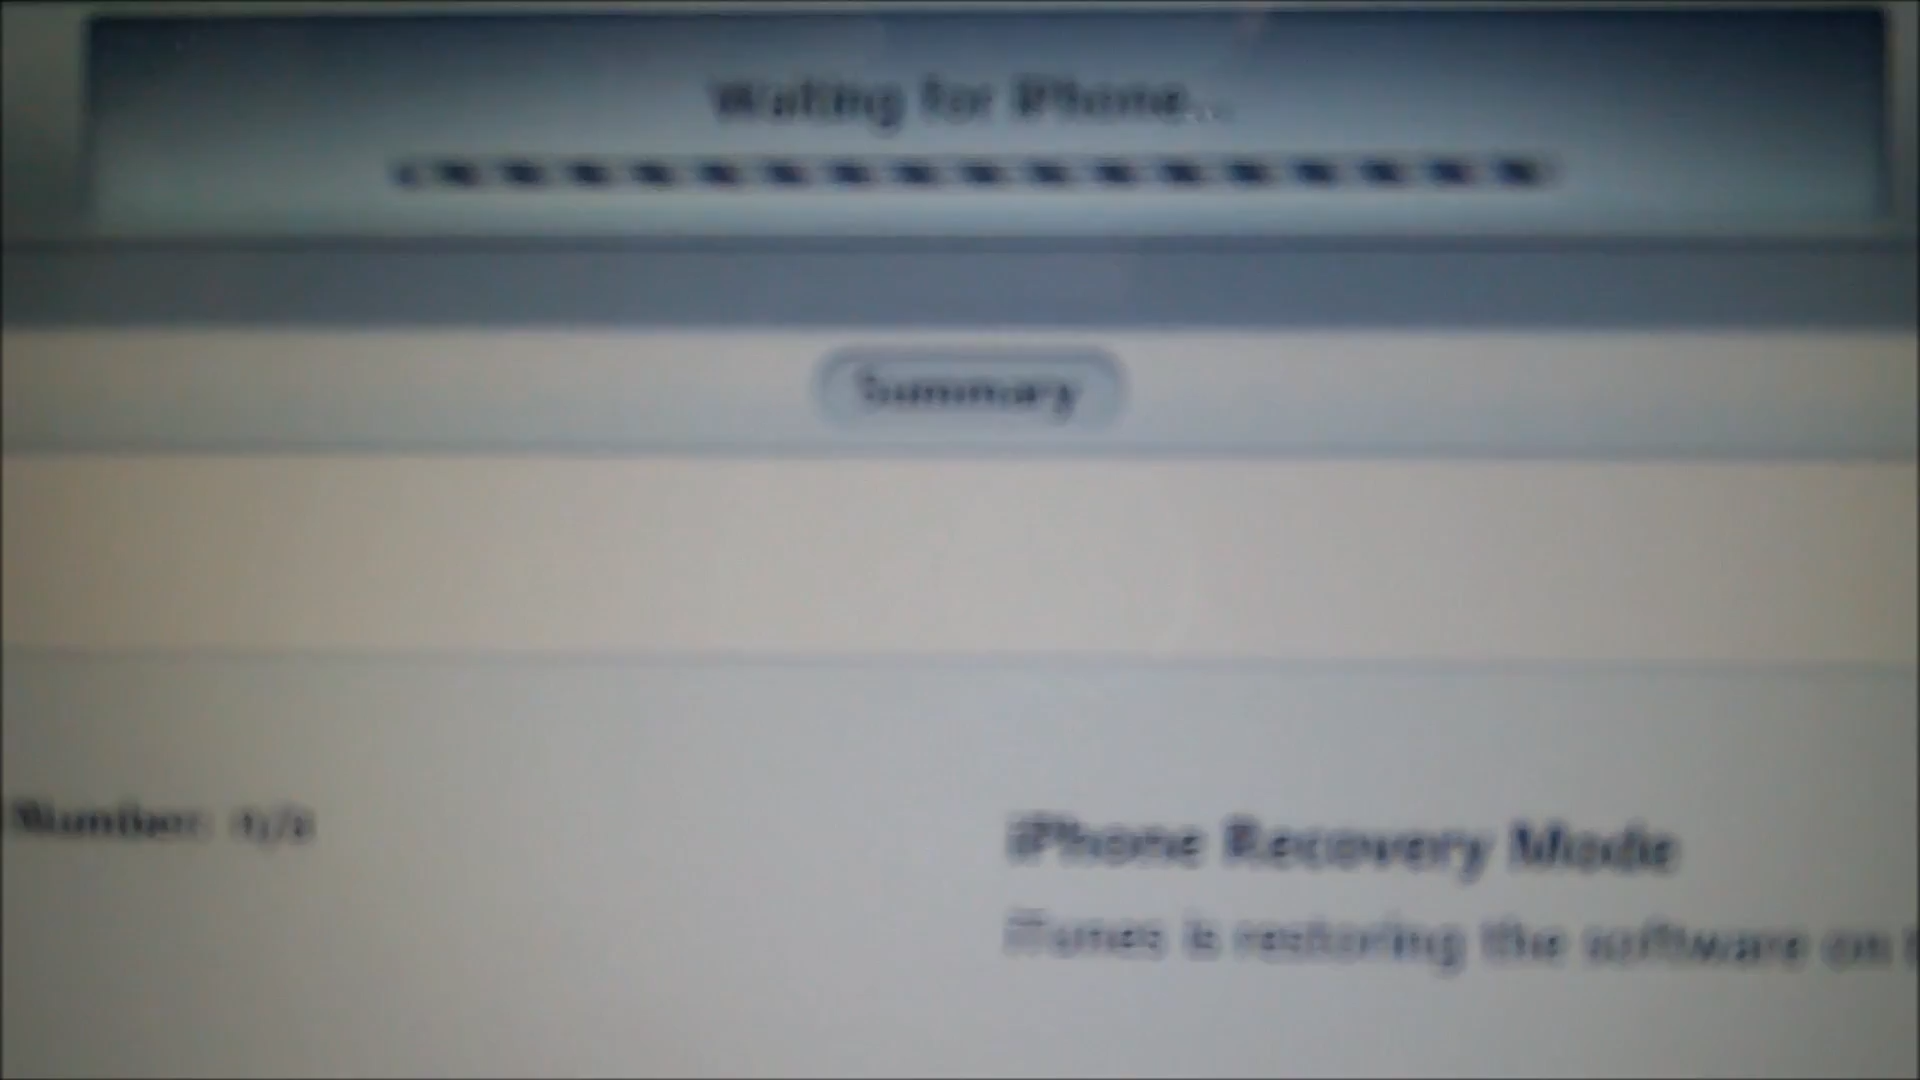 Waiting for iPhone...
Summary
Number: n/a
iPhone Recovery Mode
iTunes is restoring the software on